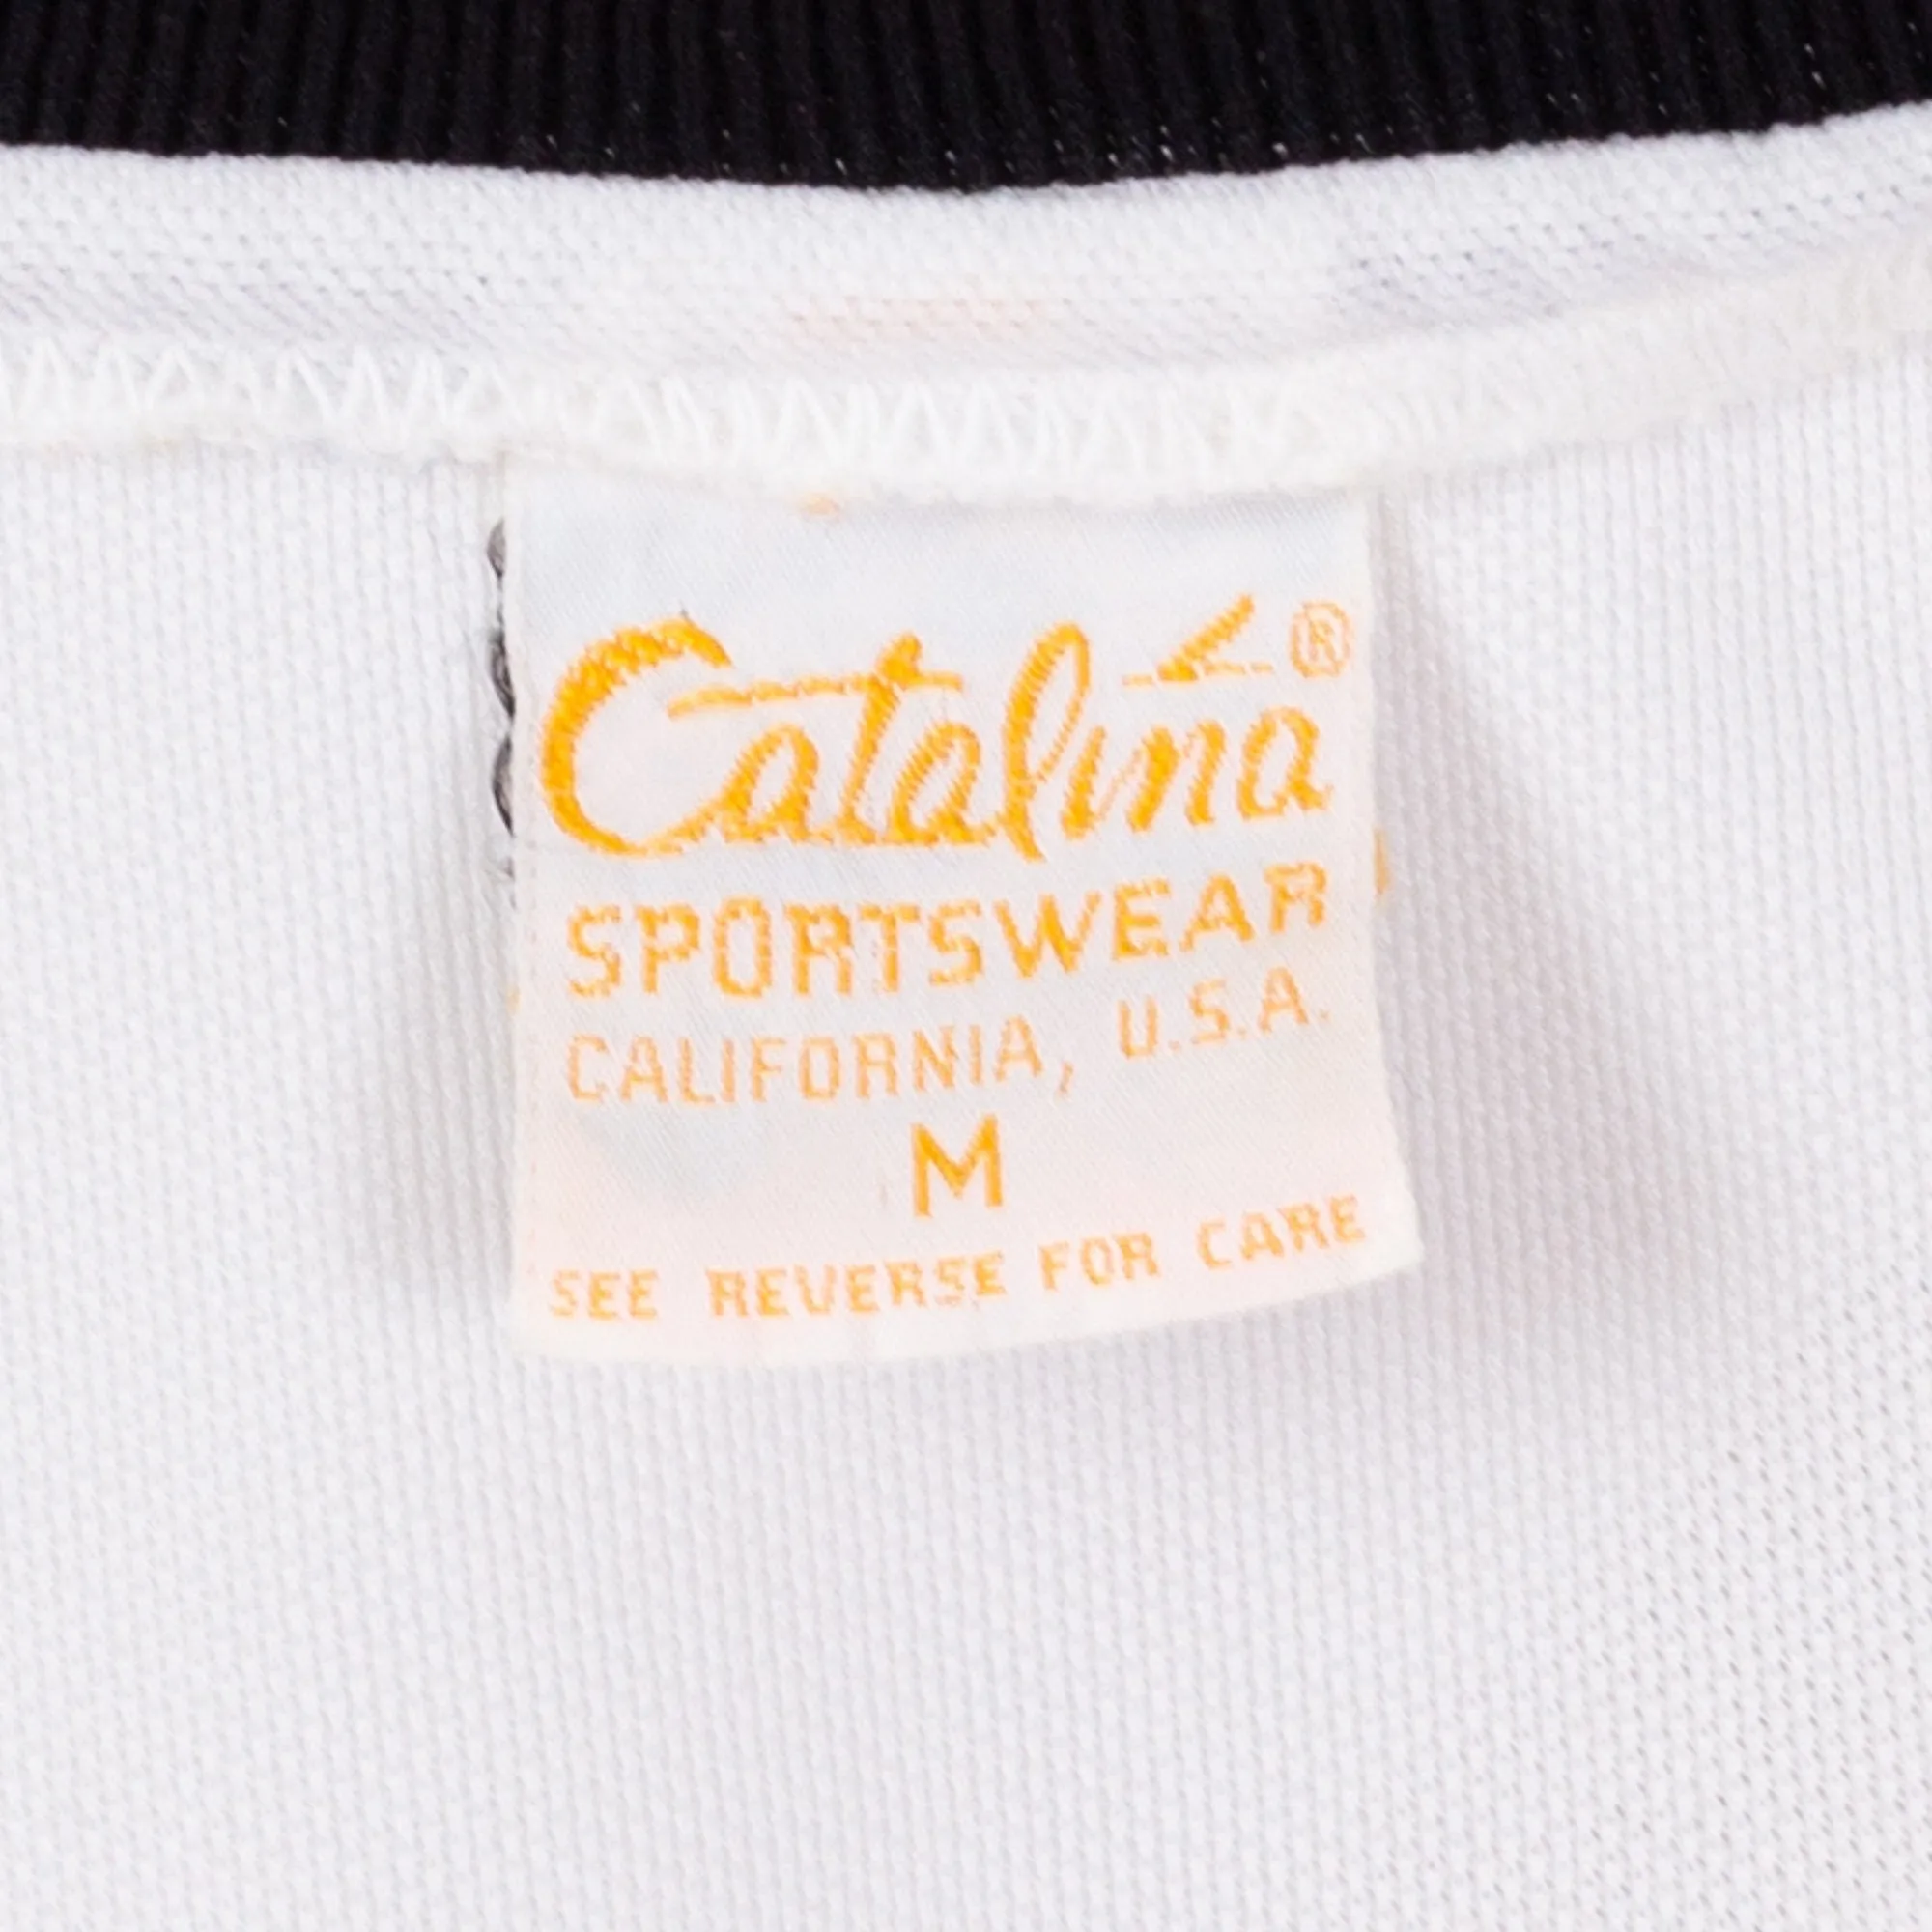 Catalina®
SPORTSWEAR
CALIFORNIA, U.S.A.
M
SEE REVERSE FOR CARE